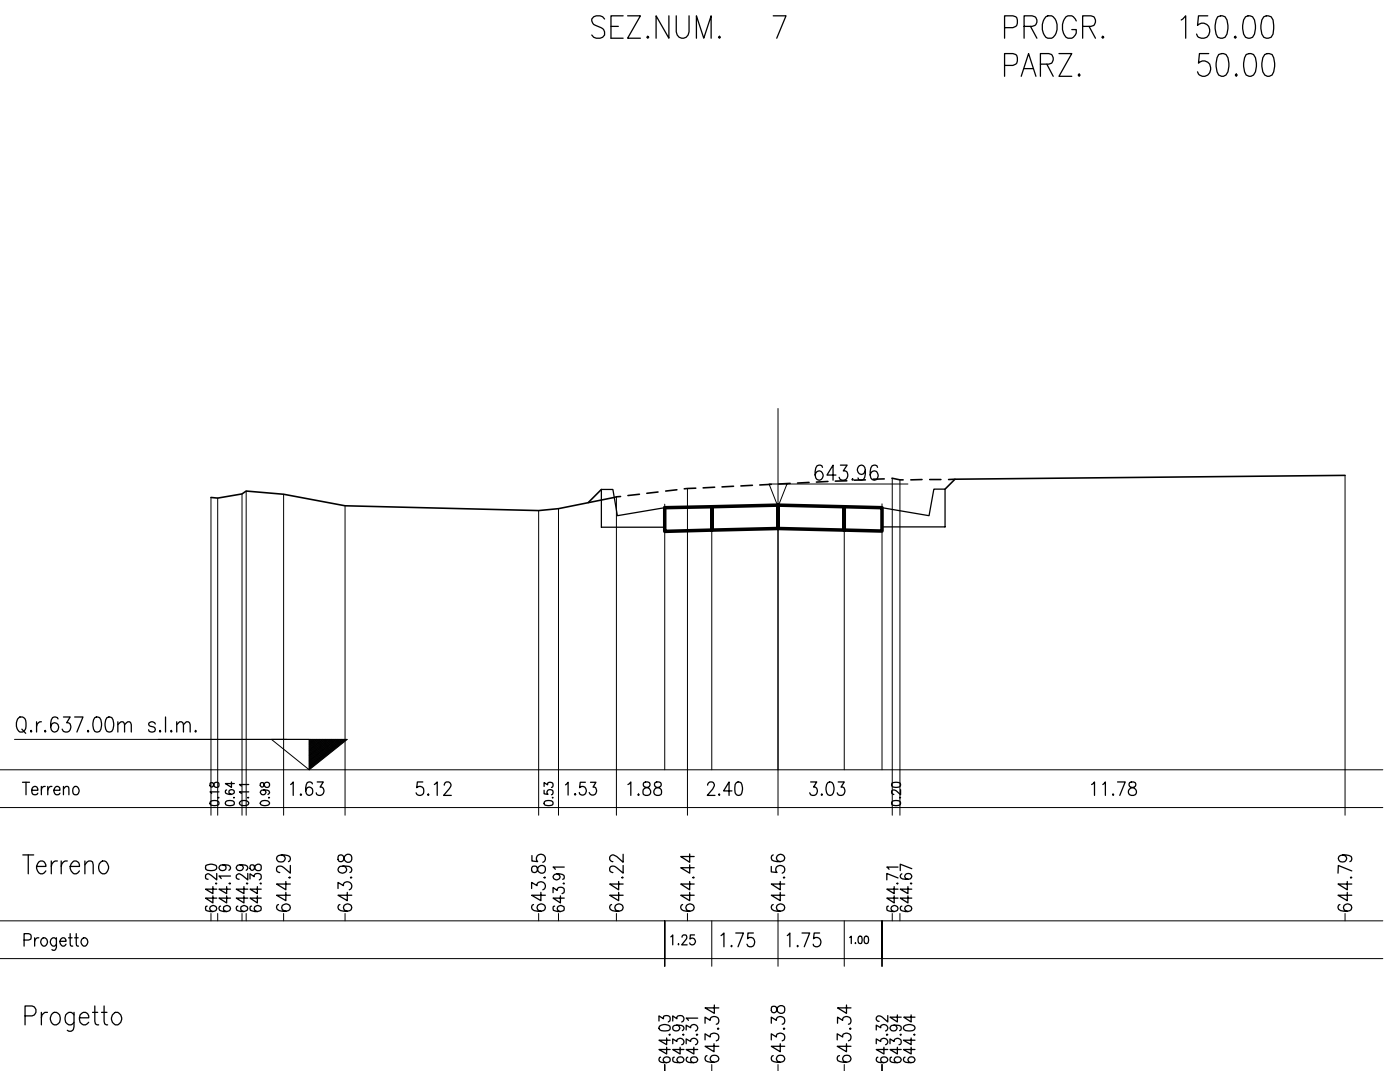 SEZ.NUM. 7 PROGR. 150.00
PARZ. 50.00
643.96
Q.r.637.00m s.l.m.
Terreno 0.18 0.64 0.11 0.98 1.63 5.12 0.53 1.53 1.88 2.40 3.03 0.20 11.78
Terreno 644.20 644.19 644.29 644.38 644.29 643.98 643.85 643.91 644.22 644.44 644.56 644.71 644.67 644.79
Progetto 1.25 1.75 1.75 1.00
Progetto 644.03 643.93 643.31 643.34 643.38 643.34 643.32 643.94 644.04